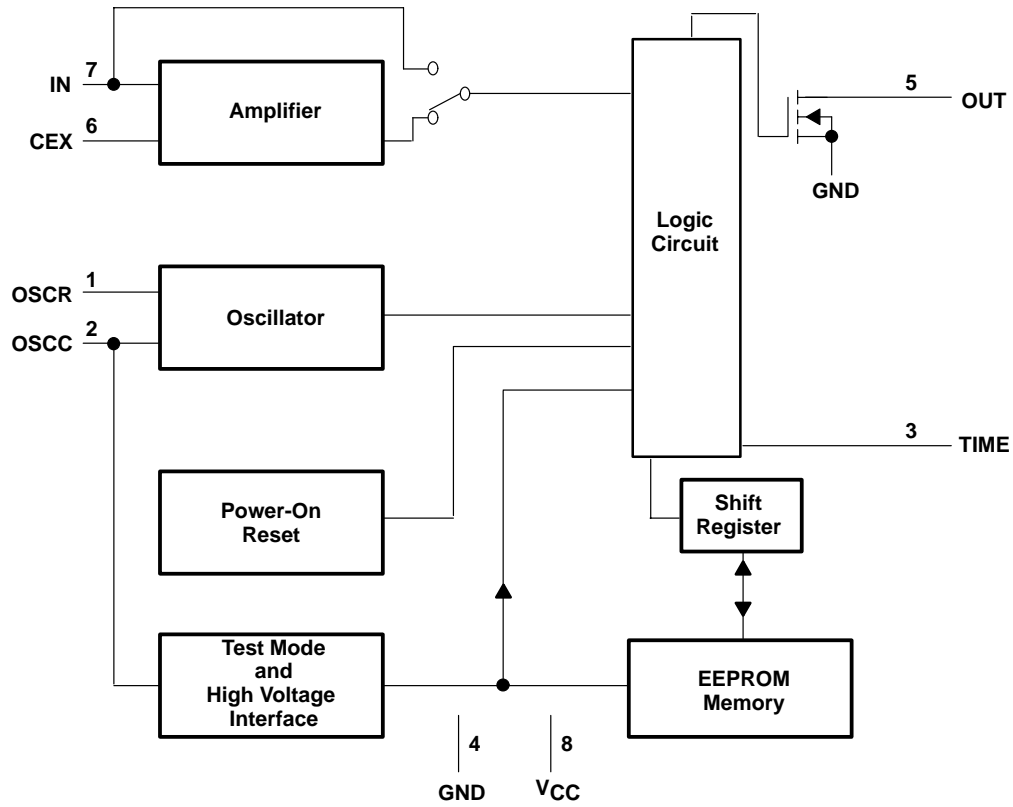 IN 7
CEX 6
Amplifier
5 OUT
GND
Logic
Circuit
OSCR 1
OSCC 2
Oscillator
3 TIME
Power-On
Reset
Shift
Register
Test Mode
and
High Voltage
Interface
EEPROM
Memory
4
GND
8
VCC